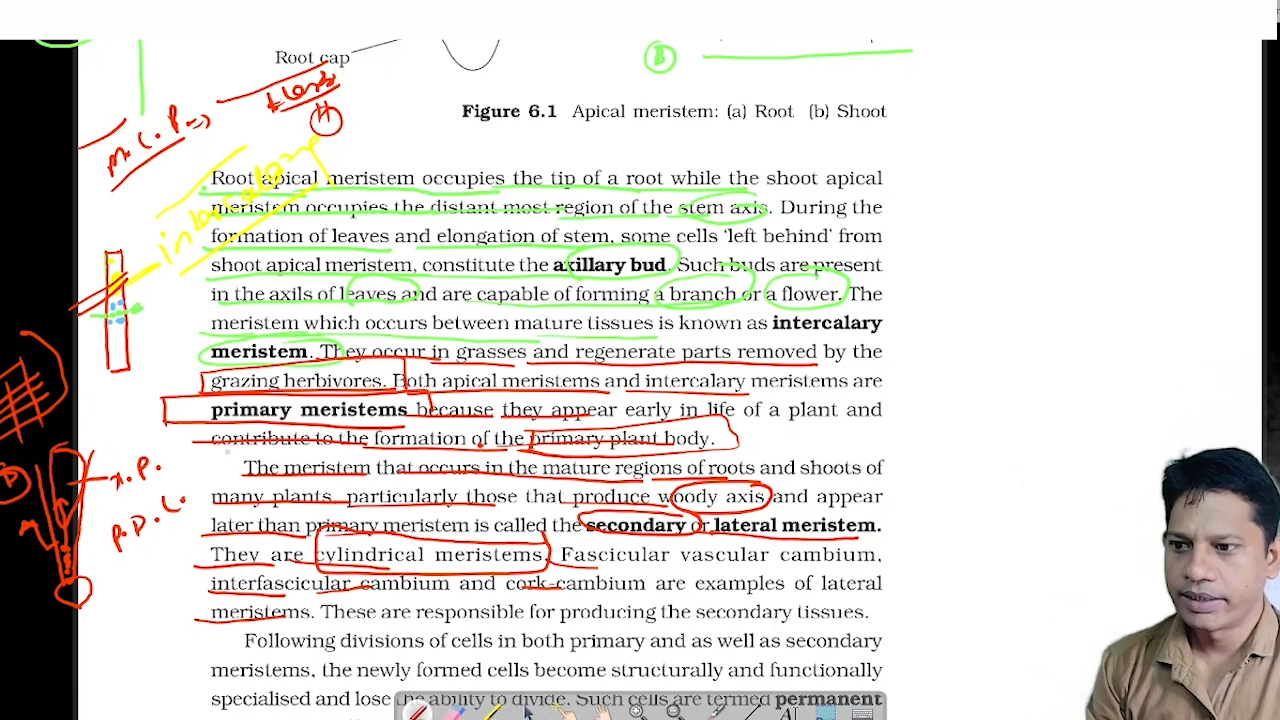 Root cap
B
Figure 6.1 Apical meristem: (a) Root (b) Shoot
Root apical meristem occupies the tip of a root while the shoot apical
meristem occupies the distant most region of the stem axis. During the
formation of leaves and elongation of stem, some cells ‘left behind’ from
shoot apical meristem, constitute the axillary bud. Such buds are present
in the axils of leaves and are capable of forming a branch or a flower. The
meristem which occurs between mature tissues is known as intercalary
meristem. They occur in grasses and regenerate parts removed by the
grazing herbivores. Both apical meristems and intercalary meristems are
primary meristems because they appear early in life of a plant and
contribute to the formation of the primary plant body.
The meristem that occurs in the mature regions of roots and shoots of
many plants, particularly those that produce woody axis and appear
later than primary meristem is called the secondary or lateral meristem.
They are cylindrical meristems. Fascicular vascular cambium,
interfascicular cambium and cork-cambium are examples of lateral
meristems. These are responsible for producing the secondary tissues.
Following divisions of cells in both primary and as well as secondary
meristems, the newly formed cells become structurally and functionally
specialised and lose the ability to divide. Such cells are termed permanent